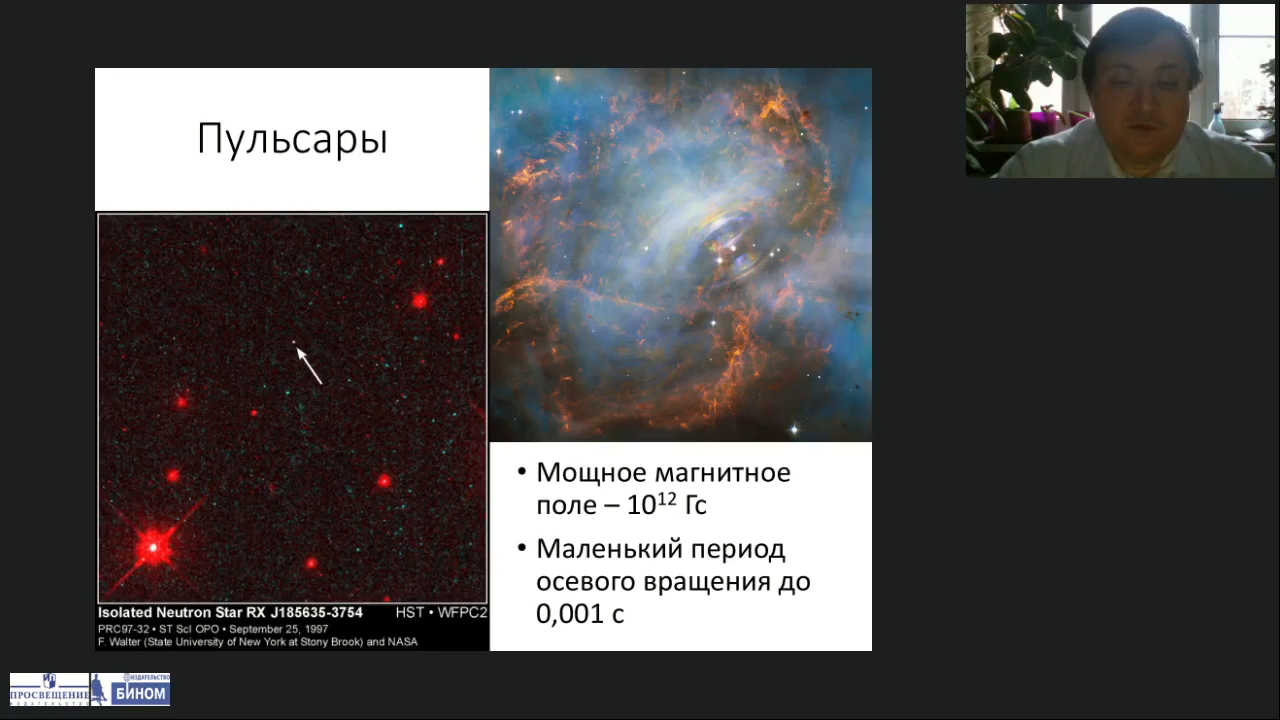 Пульсары
Isolated Neutron Star RX J185635-3754 HST • WFPC2
PRC97-32 • ST ScI OPO • September 25, 1997
F. Walter (State University of New York at Stony Brook) and NASA
• Мощное магнитное
поле – 10¹² Гс
• Маленький период
осевого вращения до
0,001 с
ПРОСВЕЩЕНИЕ
ИЗДАТЕЛЬСТВО
ИЗДАТЕЛЬСТВО
БИНОМ